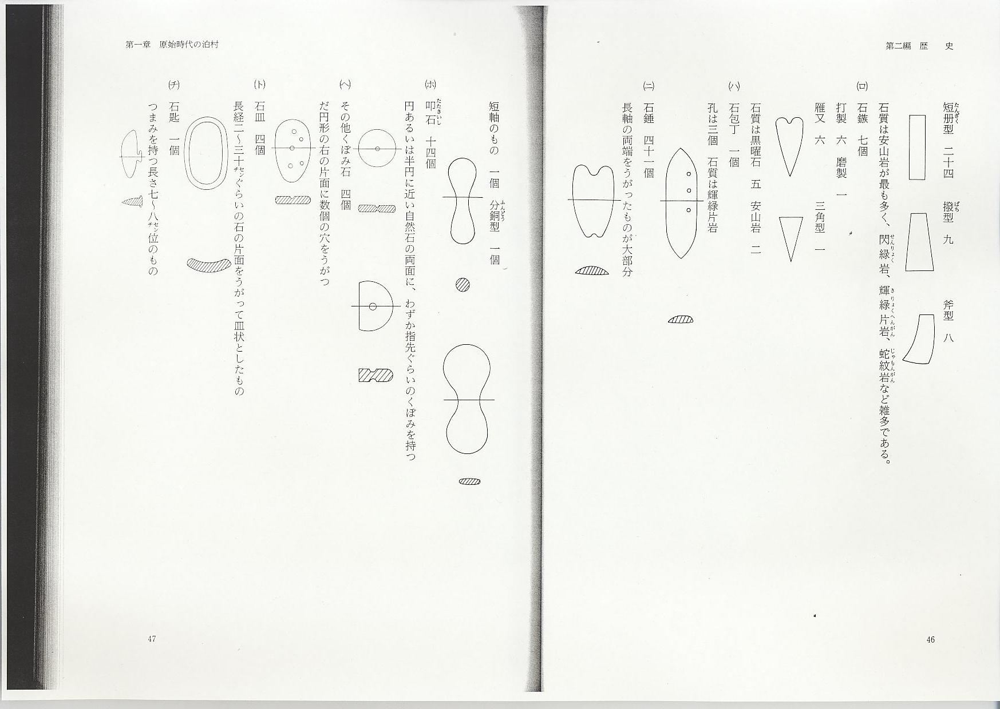 第二編　歴　史
短册型　二十四　　撥型　九　　斧型　八
石質は安山岩が最も多く、閃緑岩、輝緑片岩、蛇紋岩など雑多である。
㈺　石鏃　七個
打製　六　磨製　一
雁又　六　　三角型　一
石質は黒曜石　五　安山岩　二
㈻　石包丁　一個
孔は三個　石質は輝緑片岩
㈡　石錘　四十一個
長軸の両端をうがったものが大部分
46
第一章　原始時代の泊村
短軸のもの　一個　分銅型　一個
(ホ)　叩石　十四個
円あるいは半円に近い自然石の両面に、わずか指先ぐらいのくぼみを持つ
(ヘ)　その他くぼみ石　四個
だ円形の右の片面に数個の穴をうがつ
(ト)　石皿　四個
長経二〜三十センチぐらいの石の片面をうがって皿状としたもの
(チ)　石匙　一個
つまみを持つ長さ七〜八センチ位のもの
47